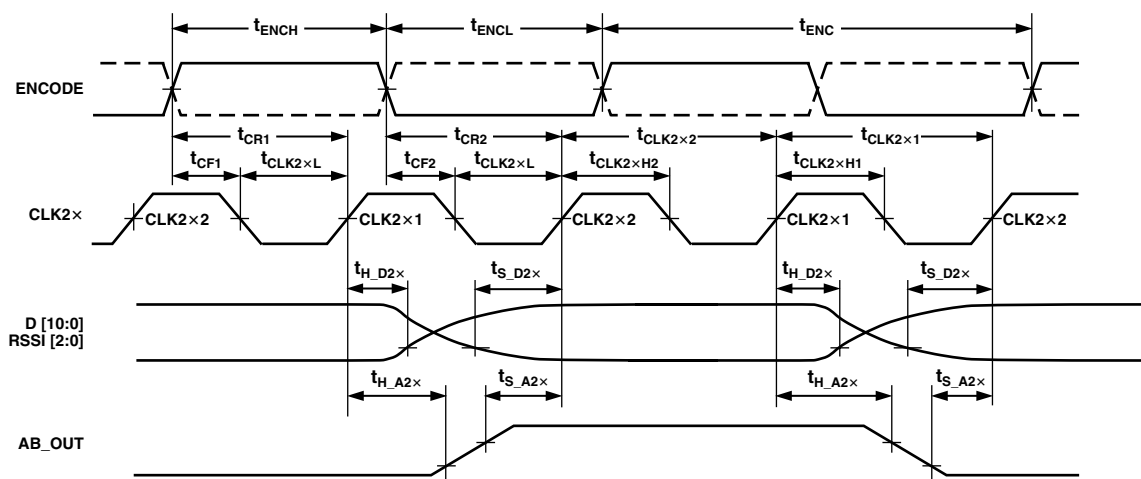 tENCH tENCL tENC
ENCODE
tCR1 tCR2 tCLK2×2 tCLK2×1
tCF1 tCLK2×L tCF2 tCLK2×L tCLK2×H2 tCLK2×H1
CLK2× CLK2×2 CLK2×1 CLK2×2 CLK2×1 CLK2×2
tH_D2× tS_D2× tH_D2× tS_D2×
D [10:0]
RSSI [2:0]
tH_A2× tS_A2× tH_A2× tS_A2×
AB_OUT